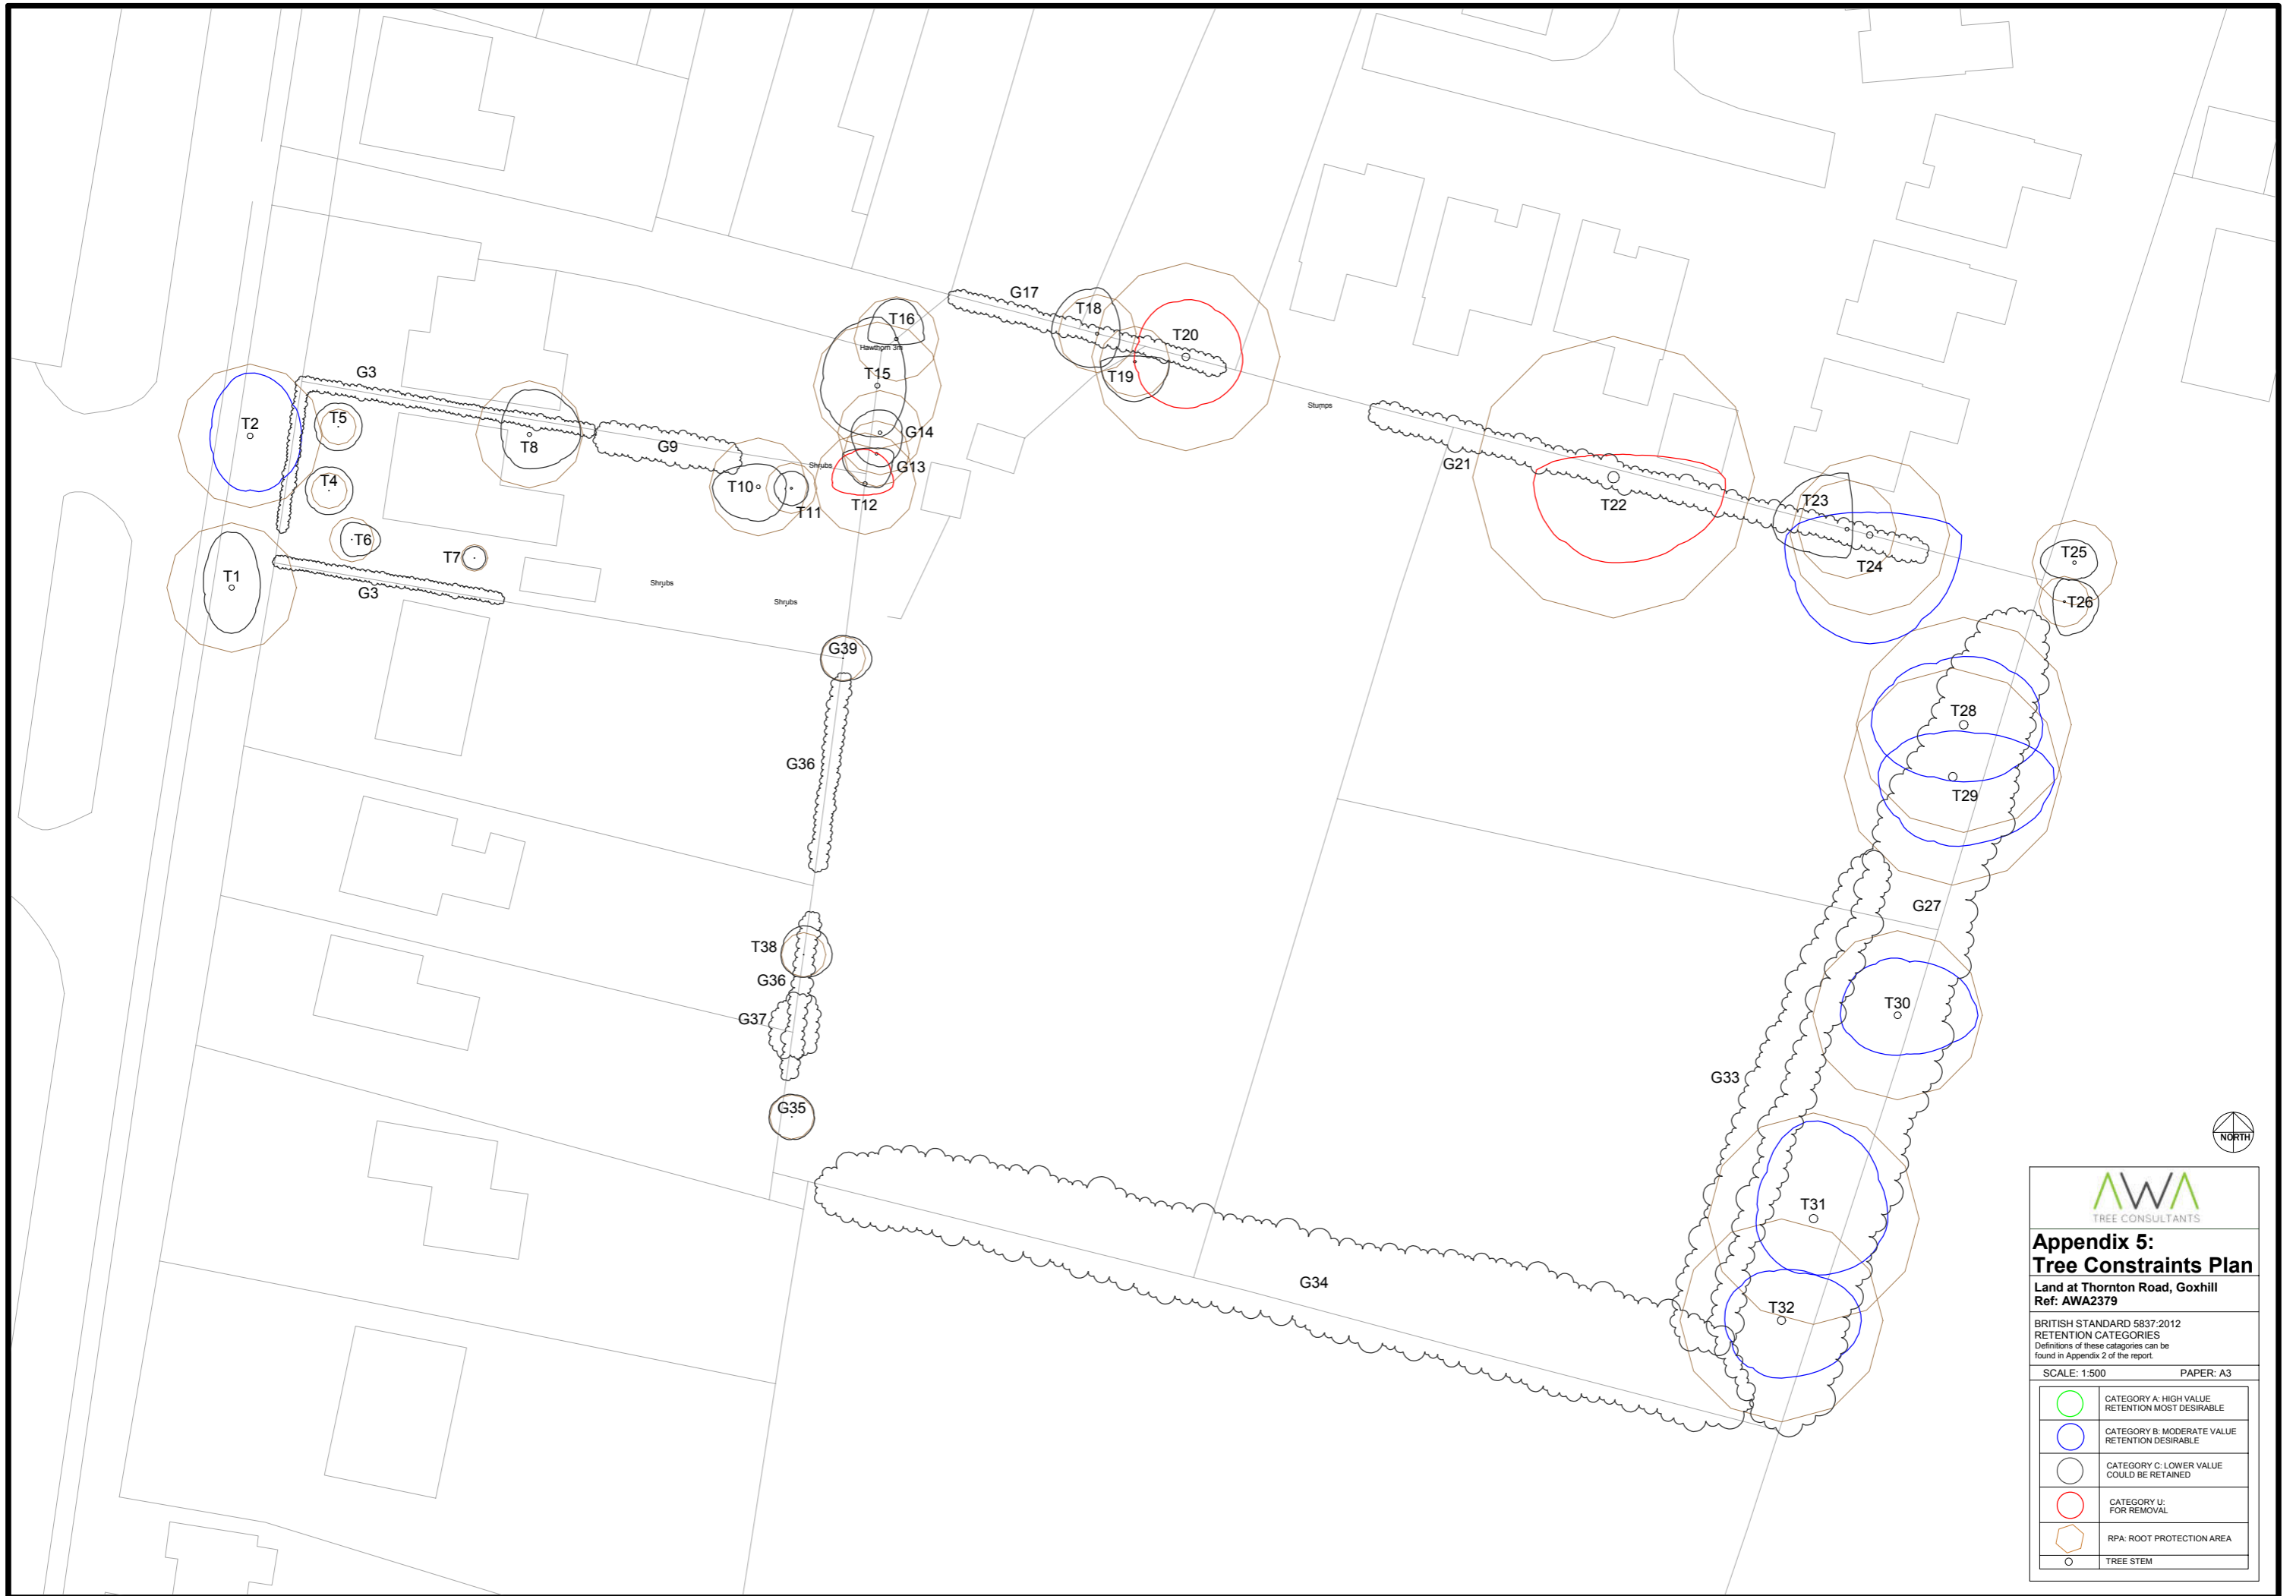 G17
T18
T16
T20
Hawthorn 3m
G3
T15
T19
T5
Stumps
T2
G14
T8
G9
G21
Shrubs
G13
T4
T10
T22
T23
T12
T11
T6
T25
T7
T24
T1
Shrubs
G3
Shrubs
T26
G39
T28
G36
T29
G27
T38
G36
T30
G37
G33
G35
NORTH
T31
G34
T32
AWA
TREE CONSULTANTS
Appendix 5:
Tree Constraints Plan
Land at Thornton Road, Goxhill
Ref: AWA2379
BRITISH STANDARD 5837:2012
RETENTION CATEGORIES
Definitions of these catagories can be
found in Appendix 2 of the report.
SCALE: 1:500 PAPER: A3
CATEGORY A: HIGH VALUE
RETENTION MOST DESIRABLE
CATEGORY B: MODERATE VALUE
RETENTION DESIRABLE
CATEGORY C: LOWER VALUE
COULD BE RETAINED
CATEGORY U:
FOR REMOVAL
RPA: ROOT PROTECTION AREA
TREE STEM